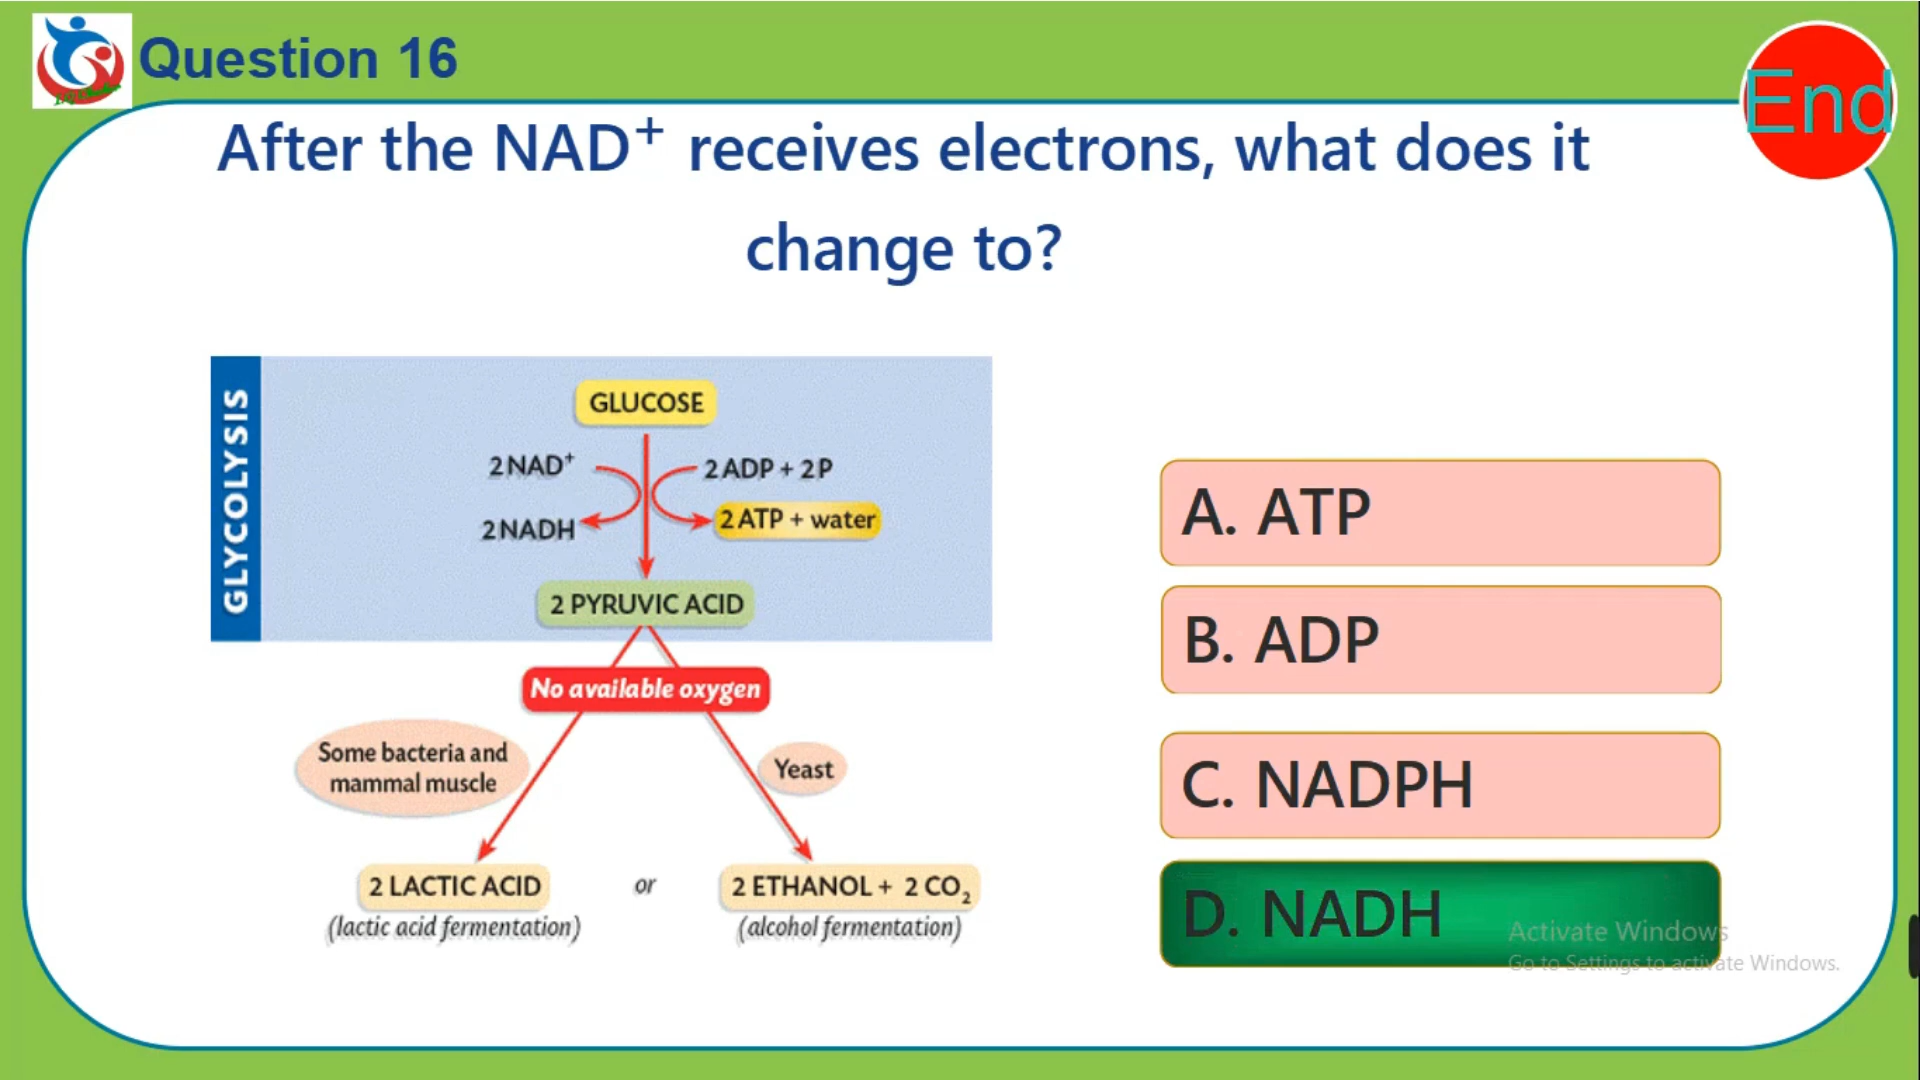 Question 16
End
After the NAD⁺ receives electrons, what does it
change to?
GLYCOLYSIS
GLUCOSE
2 NAD⁺
2 ADP + 2 P
2 NADH
2 ATP + water
2 PYRUVIC ACID
No available oxygen
Some bacteria and
mammal muscle
Yeast
2 LACTIC ACID
or
2 ETHANOL + 2 CO₂
(lactic acid fermentation)
(alcohol fermentation)
A. ATP
B. ADP
C. NADPH
D. NADH
Activate Windows
Go to Settings to activate Windows.